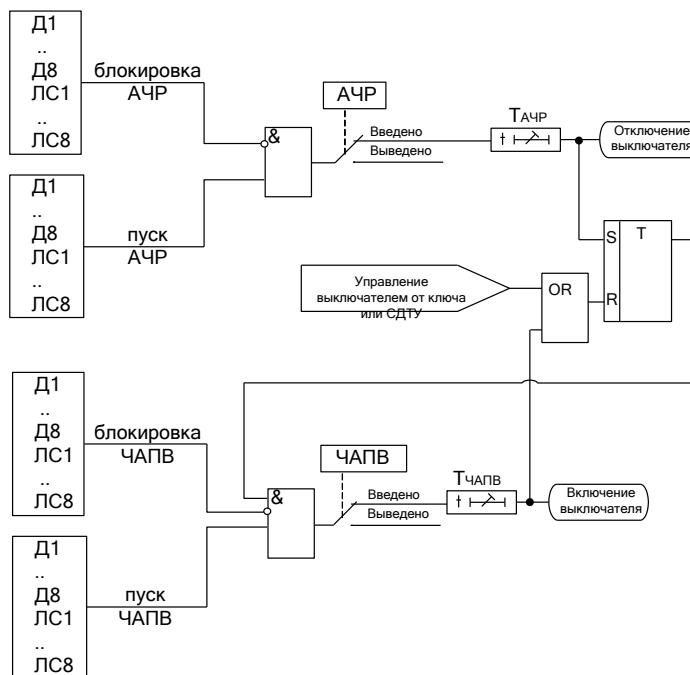 Д1
..
Д8
ЛС1
..
ЛС8
блокировка
АЧР
Д1
..
Д8
ЛС1
..
ЛС8
пуск
АЧР
&
АЧР
Введено
Выведено
TАЧР
Отключение
выключателя
S T
R
Управление
выключателем от ключа
или СДТУ
OR
Д1
..
Д8
ЛС1
..
ЛС8
блокировка
ЧАПВ
Д1
..
Д8
ЛС1
..
ЛС8
пуск
ЧАПВ
&
ЧАПВ
Введено
Выведено
TЧАПВ
Включение
выключателя